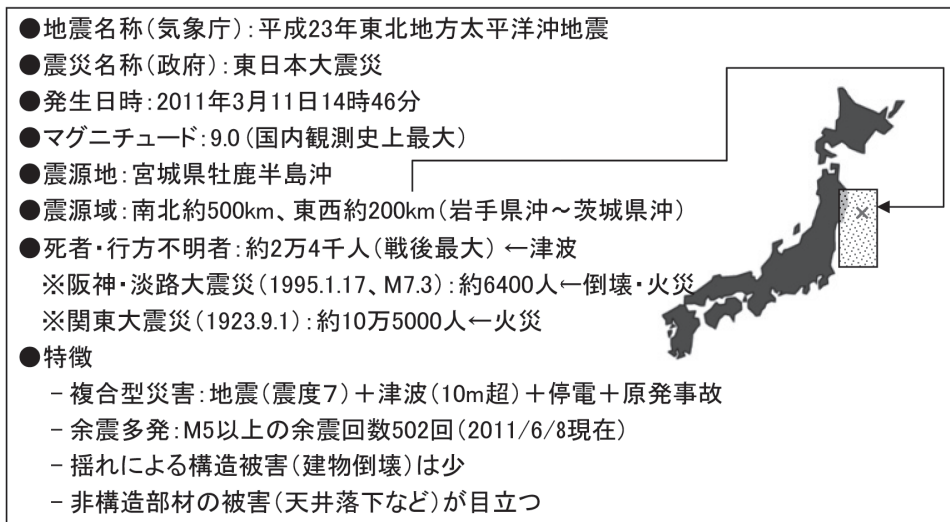 ●地震名称(気象庁):平成23年東北地方太平洋沖地震
●震災名称(政府):東日本大震災
●発生日時:2011年3月11日14時46分
●マグニチュード:9.0(国内観測史上最大)
●震源地:宮城県牡鹿半島沖
●震源域:南北約500km、東西約200km(岩手県沖~茨城県沖)
●死者・行方不明者:約2万4千人(戦後最大)←津波
※阪神・淡路大震災(1995.1.17、M7.3):約6400人←倒壊・火災
※関東大震災(1923.9.1):約10万5000人←火災
●特徴
- 複合型災害:地震(震度7)+津波(10m超)+停電+原発事故
- 余震多発:M5以上の余震回数502回(2011/6/8現在)
- 揺れによる構造被害(建物倒壊)は少
- 非構造部材の被害(天井落下など)が目立つ